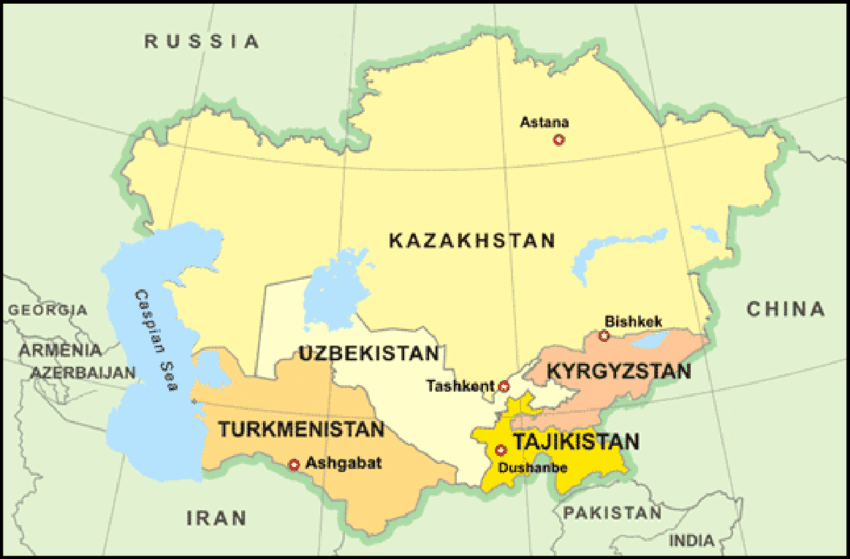 RUSSIA
Astana
KAZAKHSTAN
Caspian Sea
GEORGIA
CHINA
Bishkek
ARMENIA
UZBEKISTAN
AZERBAIJAN
KYRGYZSTAN
Tashkent
TURKMENISTAN
TAJIKISTAN
Ashgabat
Dushanbe
IRAN
PAKISTAN
INDIA